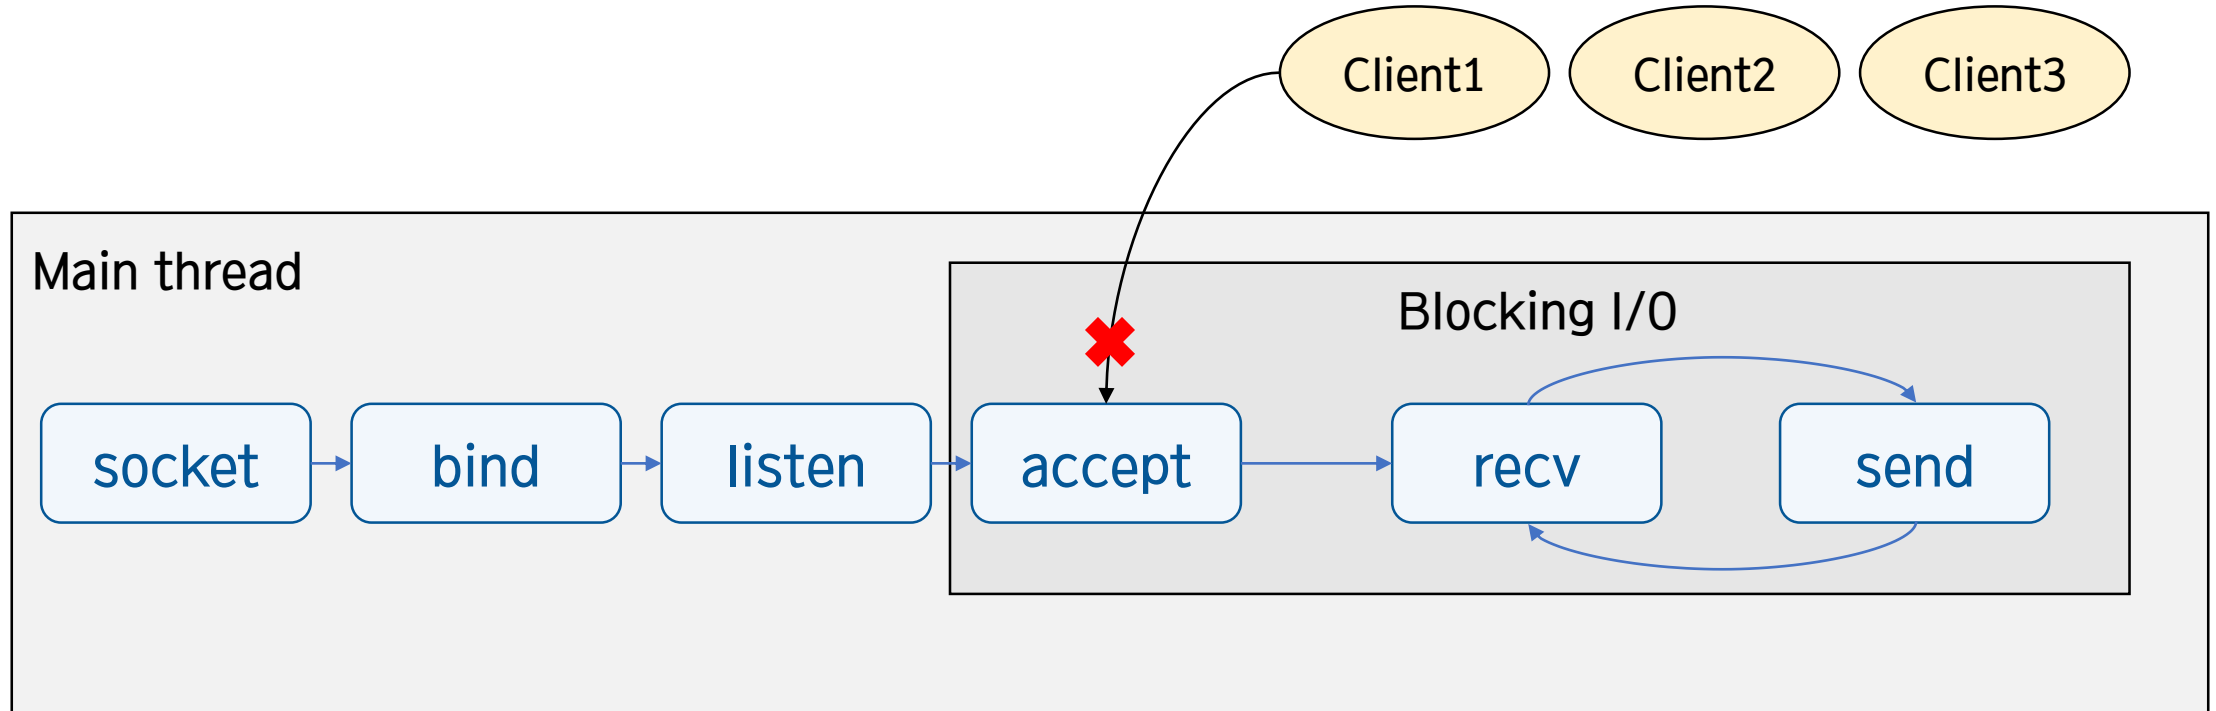 Client1
Client2
Client3
Main thread
Blocking I/O
socket
bind
listen
accept
recv
send